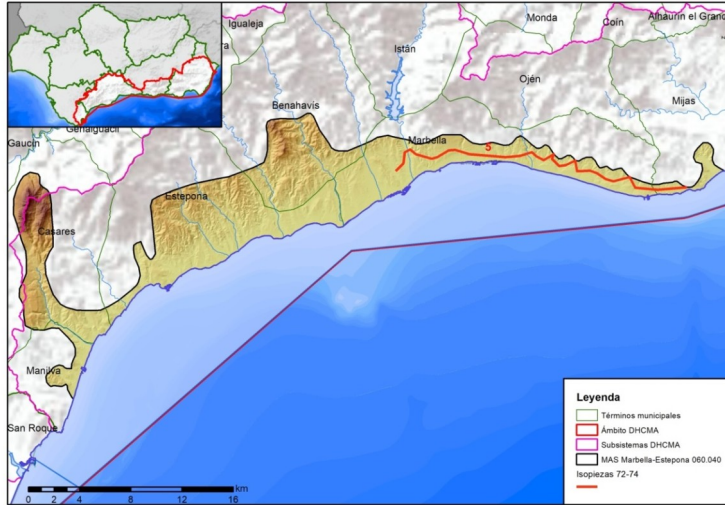 Igualeja
Monda
Coín
Alhaurín el Grande
Istán
Ojén
Mijas
Benahavis
Genalguacil
Gaucín
Marbella
5
Estepona
Casares
Manilva
San Roque
km
0 2 4 8 12 16
Leyenda
Términos municipales
Ámbito DHCMA
Subsistemas DHCMA
MAS Marbella-Estepona 060.040
Isopiezas 72-74